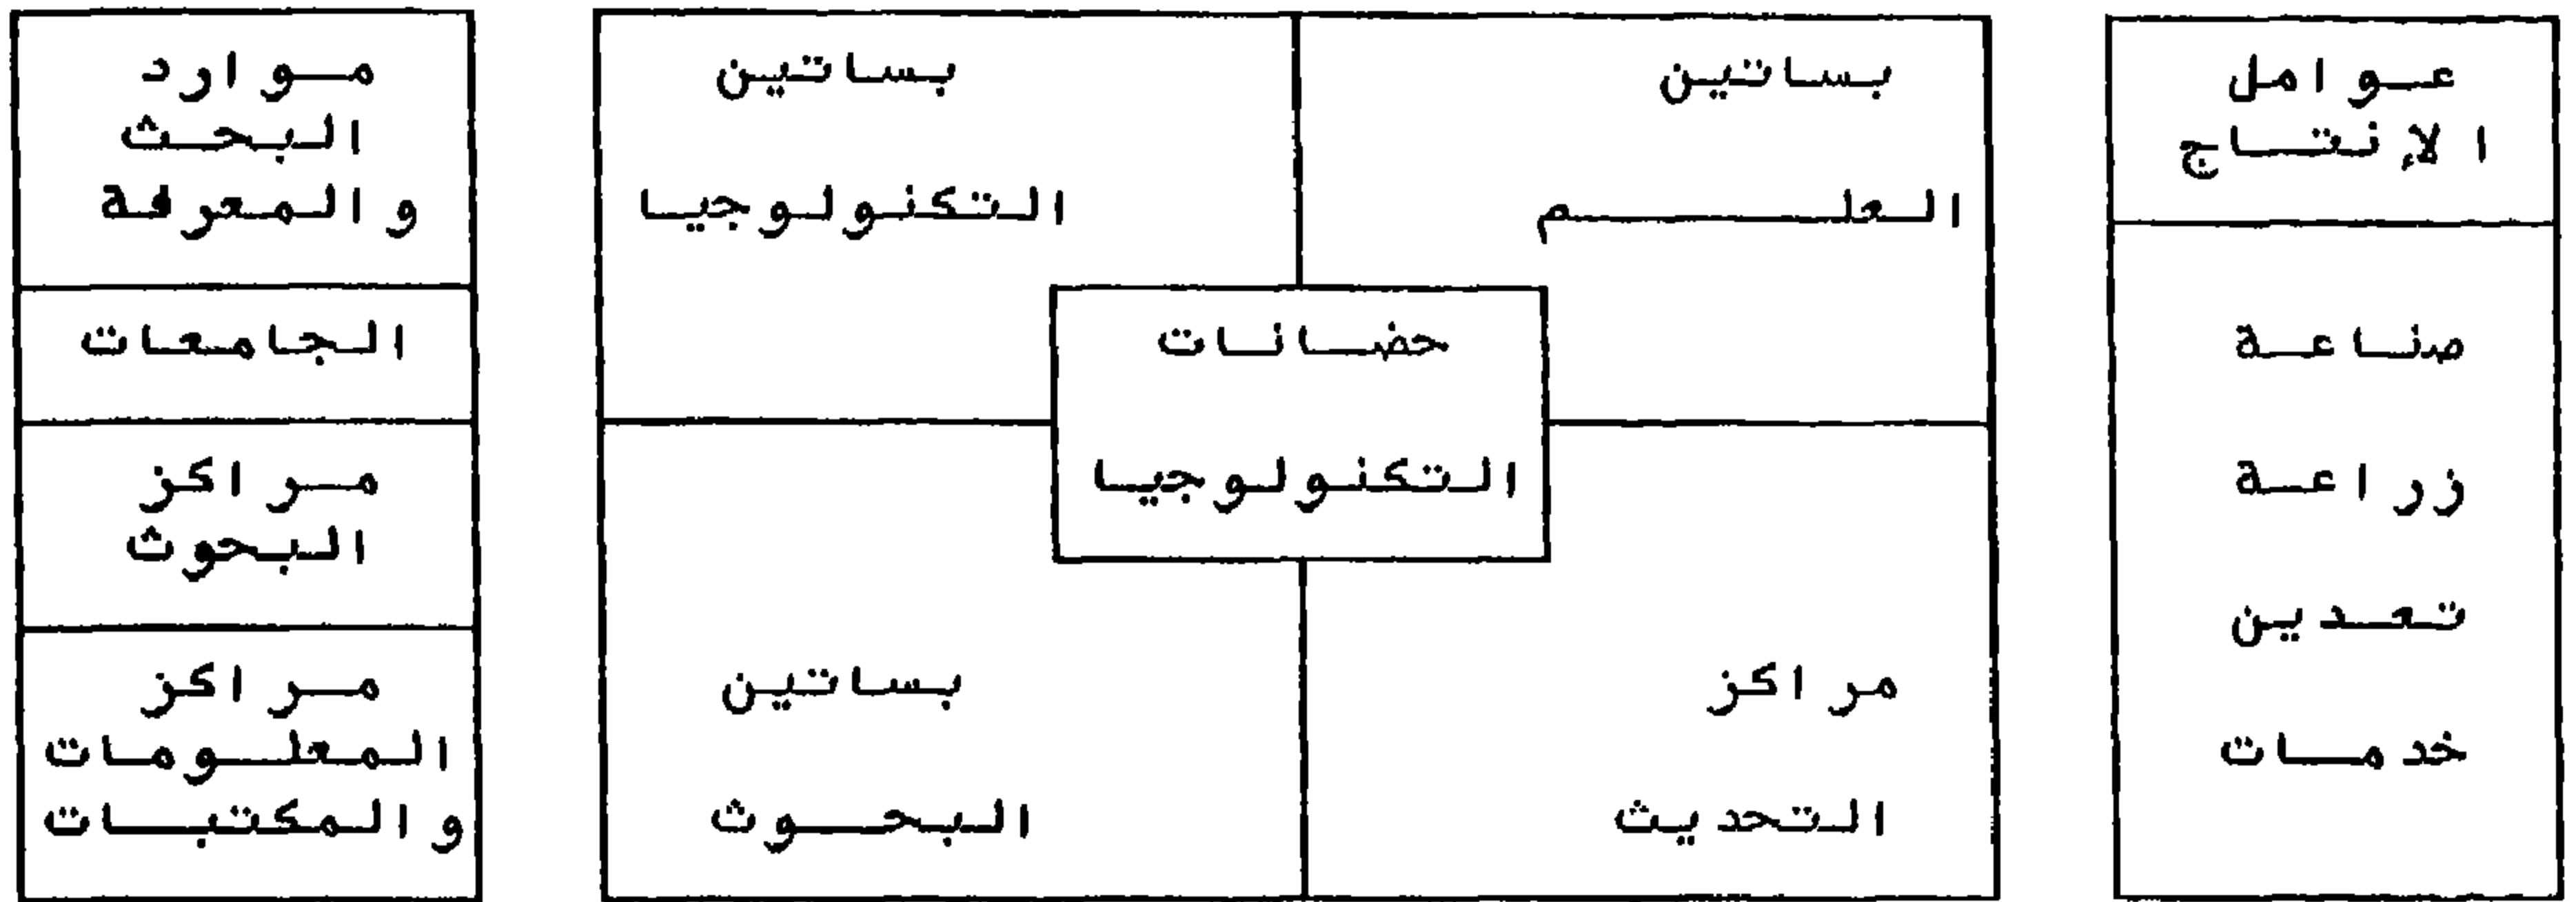 عوامل
الإنتاج
صناعة
زراعة
تعدين
خدمات
بساتين
العلم
بساتين
التكنولوجيا
حضانات
التكنولوجيا
مراكز
التحديث
بساتين
البحوث
موارد
البحث
والمعرفة
الجامعات
مراكز
البحوث
مراكز
المعلومات
والمكتبات